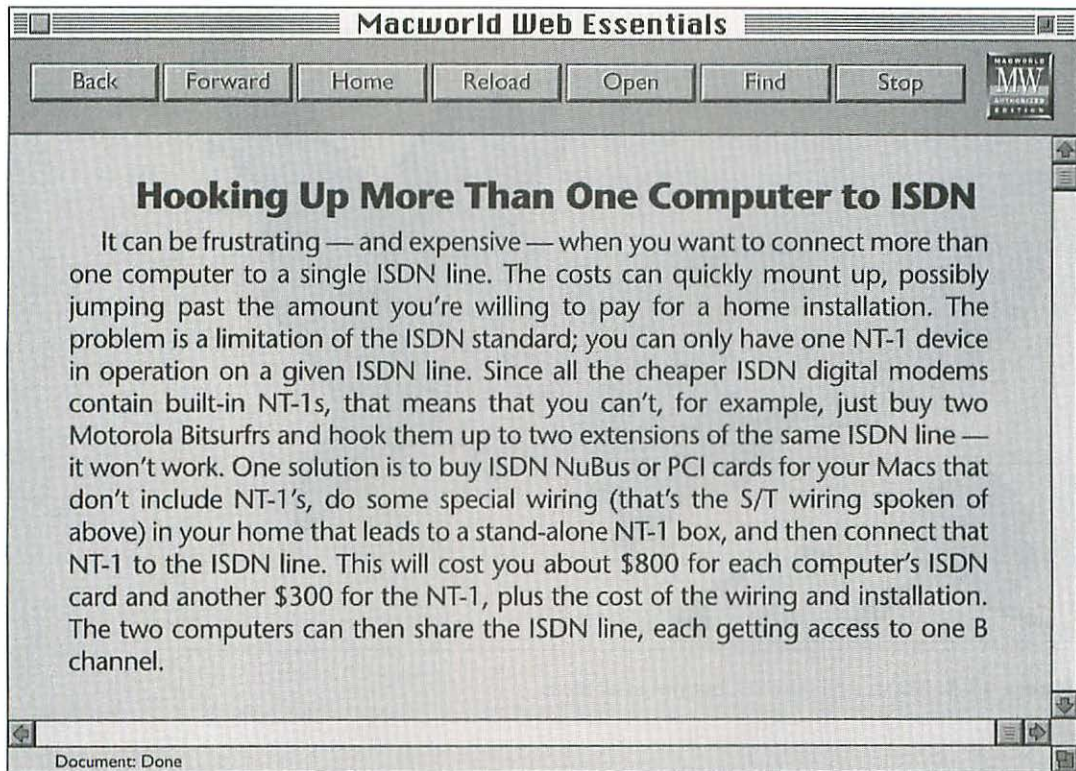 Macworld Web Essentials
Back Forward Home Reload Open Find Stop
MACWORLD
MW
AUTHORIZED
EDITION
Hooking Up More Than One Computer to ISDN
It can be frustrating — and expensive — when you want to connect more than
one computer to a single ISDN line. The costs can quickly mount up, possibly
jumping past the amount you're willing to pay for a home installation. The
problem is a limitation of the ISDN standard; you can only have one NT-1 device
in operation on a given ISDN line. Since all the cheaper ISDN digital modems
contain built-in NT-1s, that means that you can't, for example, just buy two
Motorola Bitsurfrs and hook them up to two extensions of the same ISDN line —
it won't work. One solution is to buy ISDN NuBus or PCI cards for your Macs that
don't include NT-1's, do some special wiring (that's the S/T wiring spoken of
above) in your home that leads to a stand-alone NT-1 box, and then connect that
NT-1 to the ISDN line. This will cost you about $800 for each computer's ISDN
card and another $300 for the NT-1, plus the cost of the wiring and installation.
The two computers can then share the ISDN line, each getting access to one B
channel.
Document: Done